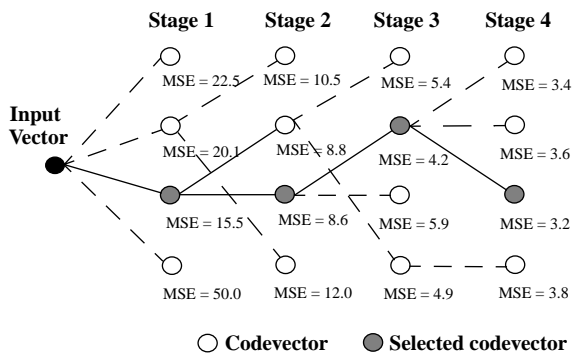 Stage 1 Stage 2 Stage 3 Stage 4
MSE = 22.5 MSE = 10.5 MSE = 5.4 MSE = 3.4
Input
Vector
MSE = 20.1 MSE = 8.8 MSE = 4.2 MSE = 3.6
MSE = 15.5 MSE = 8.6 MSE = 5.9 MSE = 3.2
MSE = 50.0 MSE = 12.0 MSE = 4.9 MSE = 3.8
Codevector Selected codevector